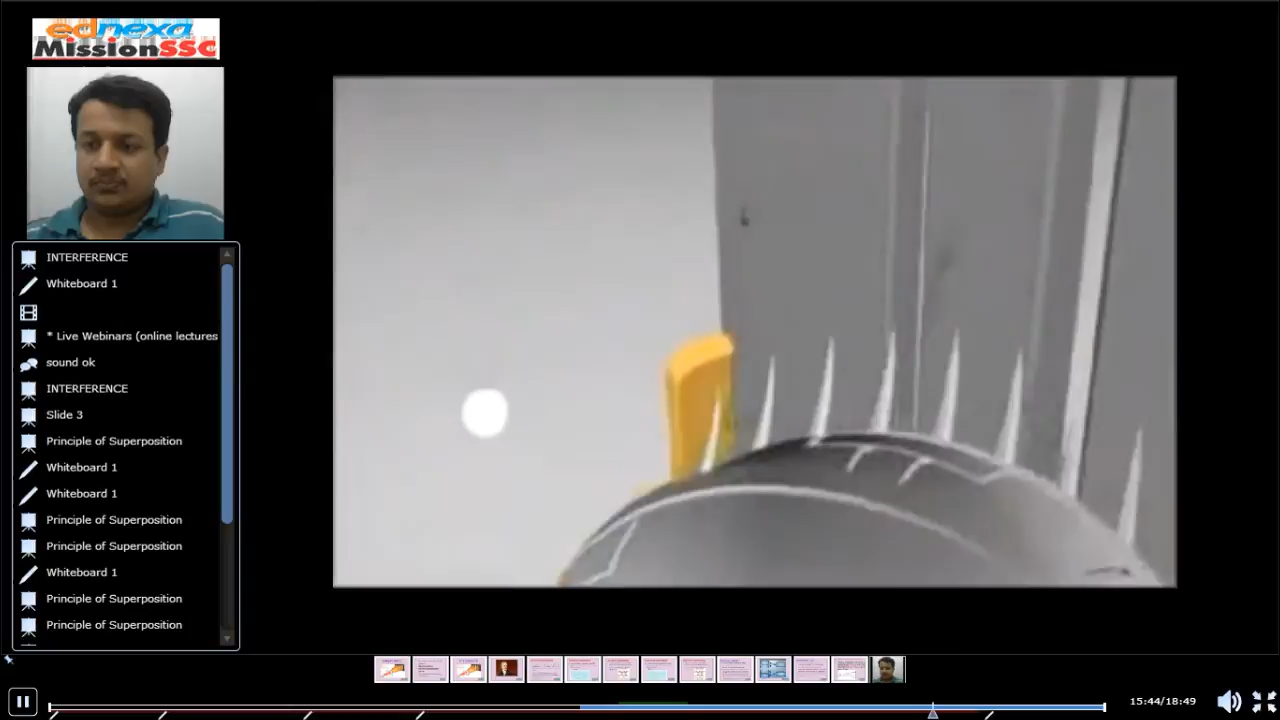 ednexa
MissionSSC
INTERFERENCE
Whiteboard 1
* Live Webinars (online lectures
sound ok
INTERFERENCE
Slide 3
Principle of Superposition
Whiteboard 1
Whiteboard 1
Principle of Superposition
Principle of Superposition
Whiteboard 1
Principle of Superposition
Principle of Superposition
15:44/18:49